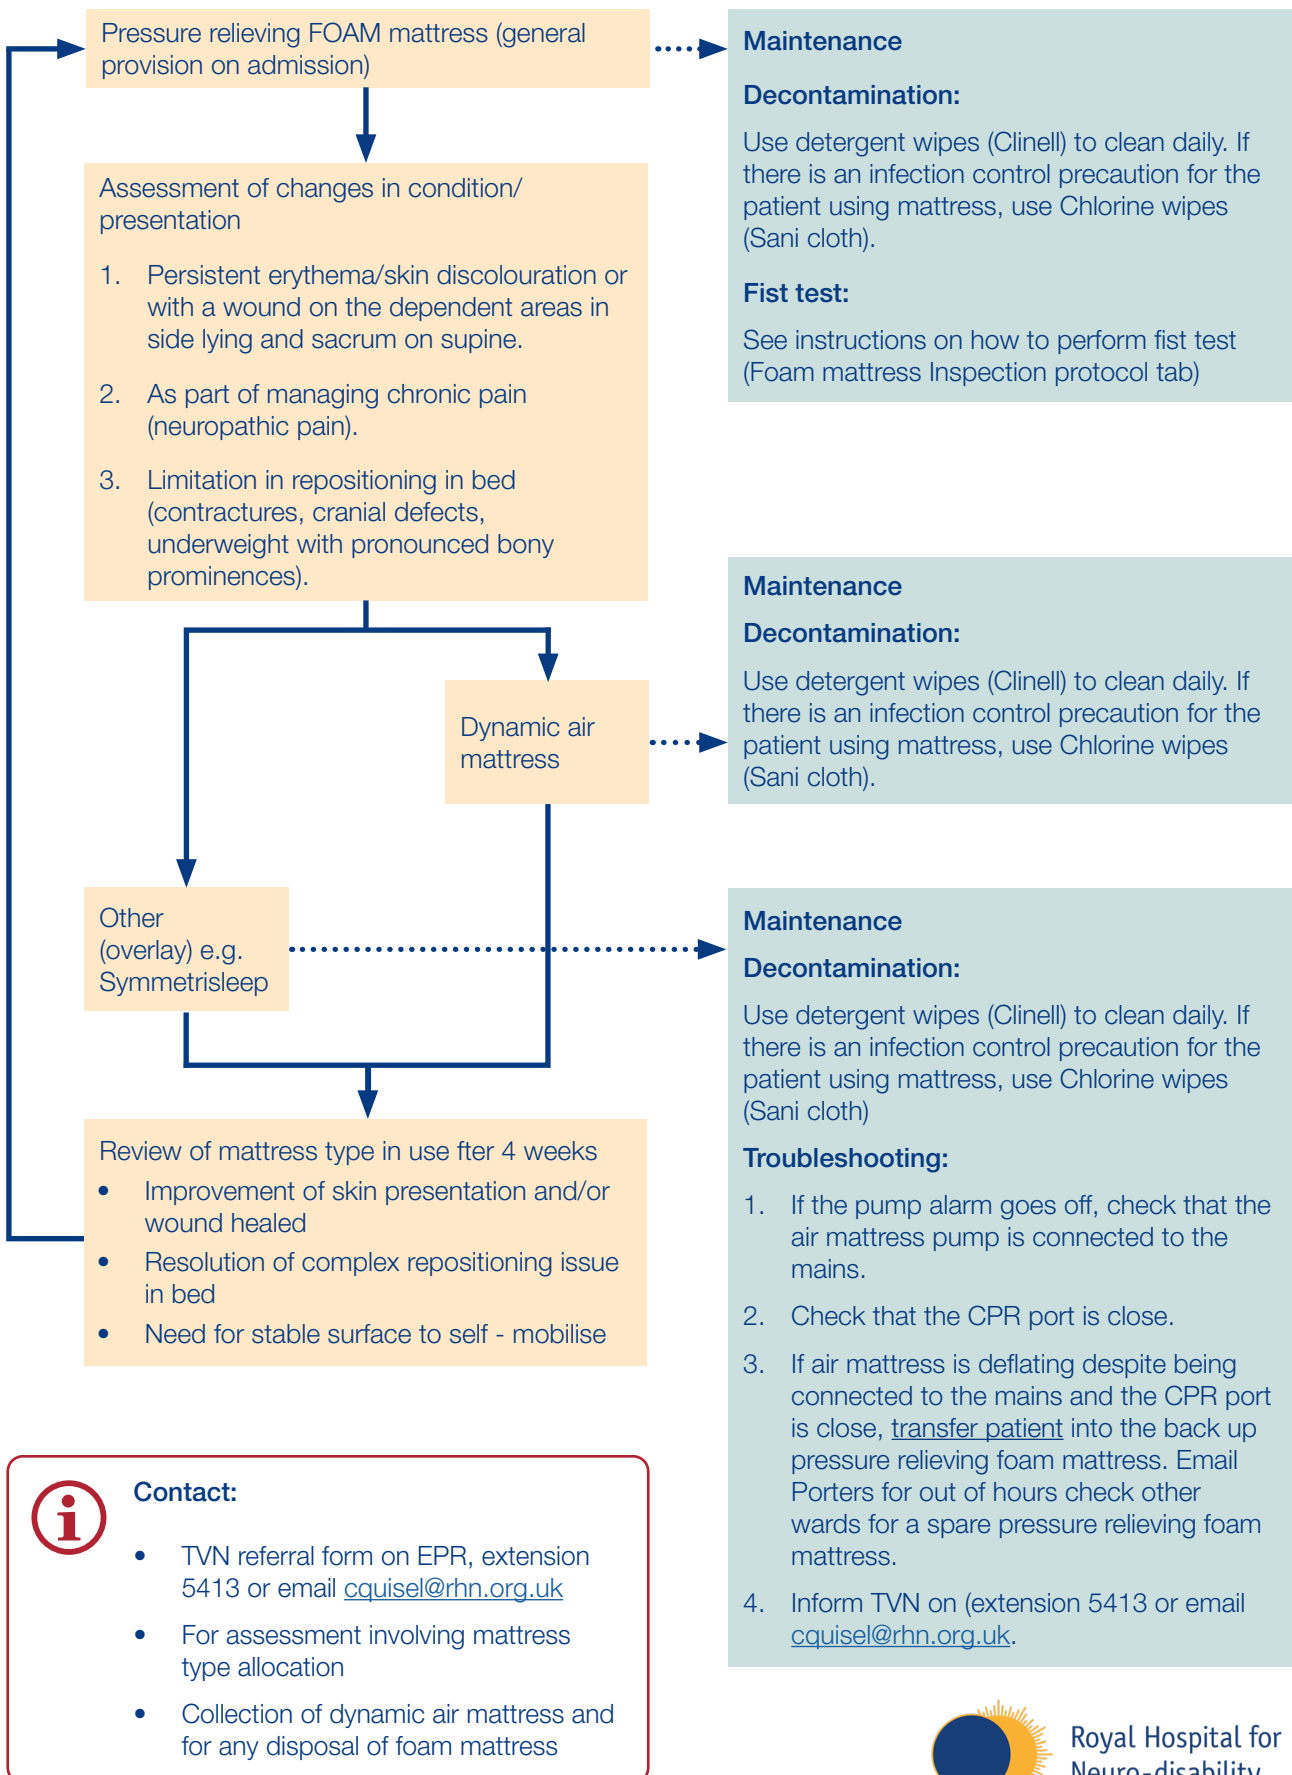 Pressure relieving FOAM mattress (general
provision on admission)
Assessment of changes in condition/
presentation
1. Persistent erythema/skin discolouration or
with a wound on the dependent areas in
side lying and sacrum on supine.
2. As part of managing chronic pain
(neuropathic pain).
3. Limitation in repositioning in bed
(contractures, cranial defects,
underweight with pronounced bony
prominences).
Dynamic air
mattress
Other
(overlay) e.g.
Symmetrisleep
Review of mattress type in use fter 4 weeks
• Improvement of skin presentation and/or
wound healed
• Resolution of complex repositioning issue
in bed
• Need for stable surface to self - mobilise
Contact:
• TVN referral form on EPR, extension
5413 or email cquisel@rhn.org.uk
• For assessment involving mattress
type allocation
• Collection of dynamic air mattress and
for any disposal of foam mattress
Maintenance
Decontamination:
Use detergent wipes (Clinell) to clean daily. If
there is an infection control precaution for the
patient using mattress, use Chlorine wipes
(Sani cloth).
Fist test:
See instructions on how to perform fist test
(Foam mattress Inspection protocol tab)
Maintenance
Decontamination:
Use detergent wipes (Clinell) to clean daily. If
there is an infection control precaution for the
patient using mattress, use Chlorine wipes
(Sani cloth).
Maintenance
Decontamination:
Use detergent wipes (Clinell) to clean daily. If
there is an infection control precaution for the
patient using mattress, use Chlorine wipes
(Sani cloth)
Troubleshooting:
1. If the pump alarm goes off, check that the
air mattress pump is connected to the
mains.
2. Check that the CPR port is close.
3. If air mattress is deflating despite being
connected to the mains and the CPR port
is close, transfer patient into the back up
pressure relieving foam mattress. Email
Porters for out of hours check other
wards for a spare pressure relieving foam
mattress.
4. Inform TVN on (extension 5413 or email
cquisel@rhn.org.uk.
Royal Hospital for
Neuro-disability